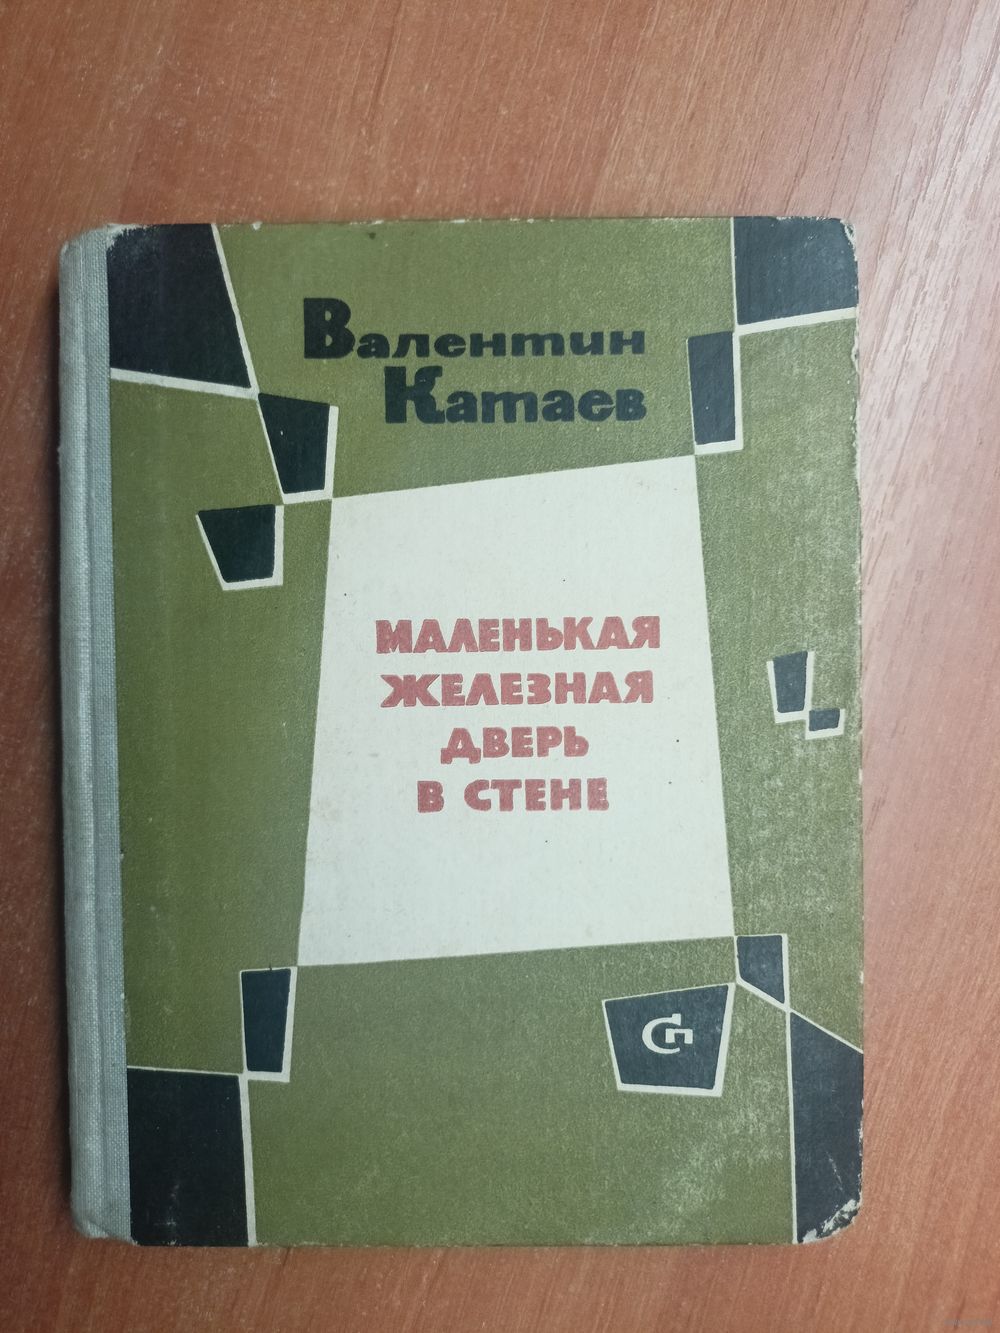 Валентин
Катаев
МАЛЕНЬКАЯ
ЖЕЛЕЗНАЯ
ДВЕРЬ
В СТЕНЕ
СП